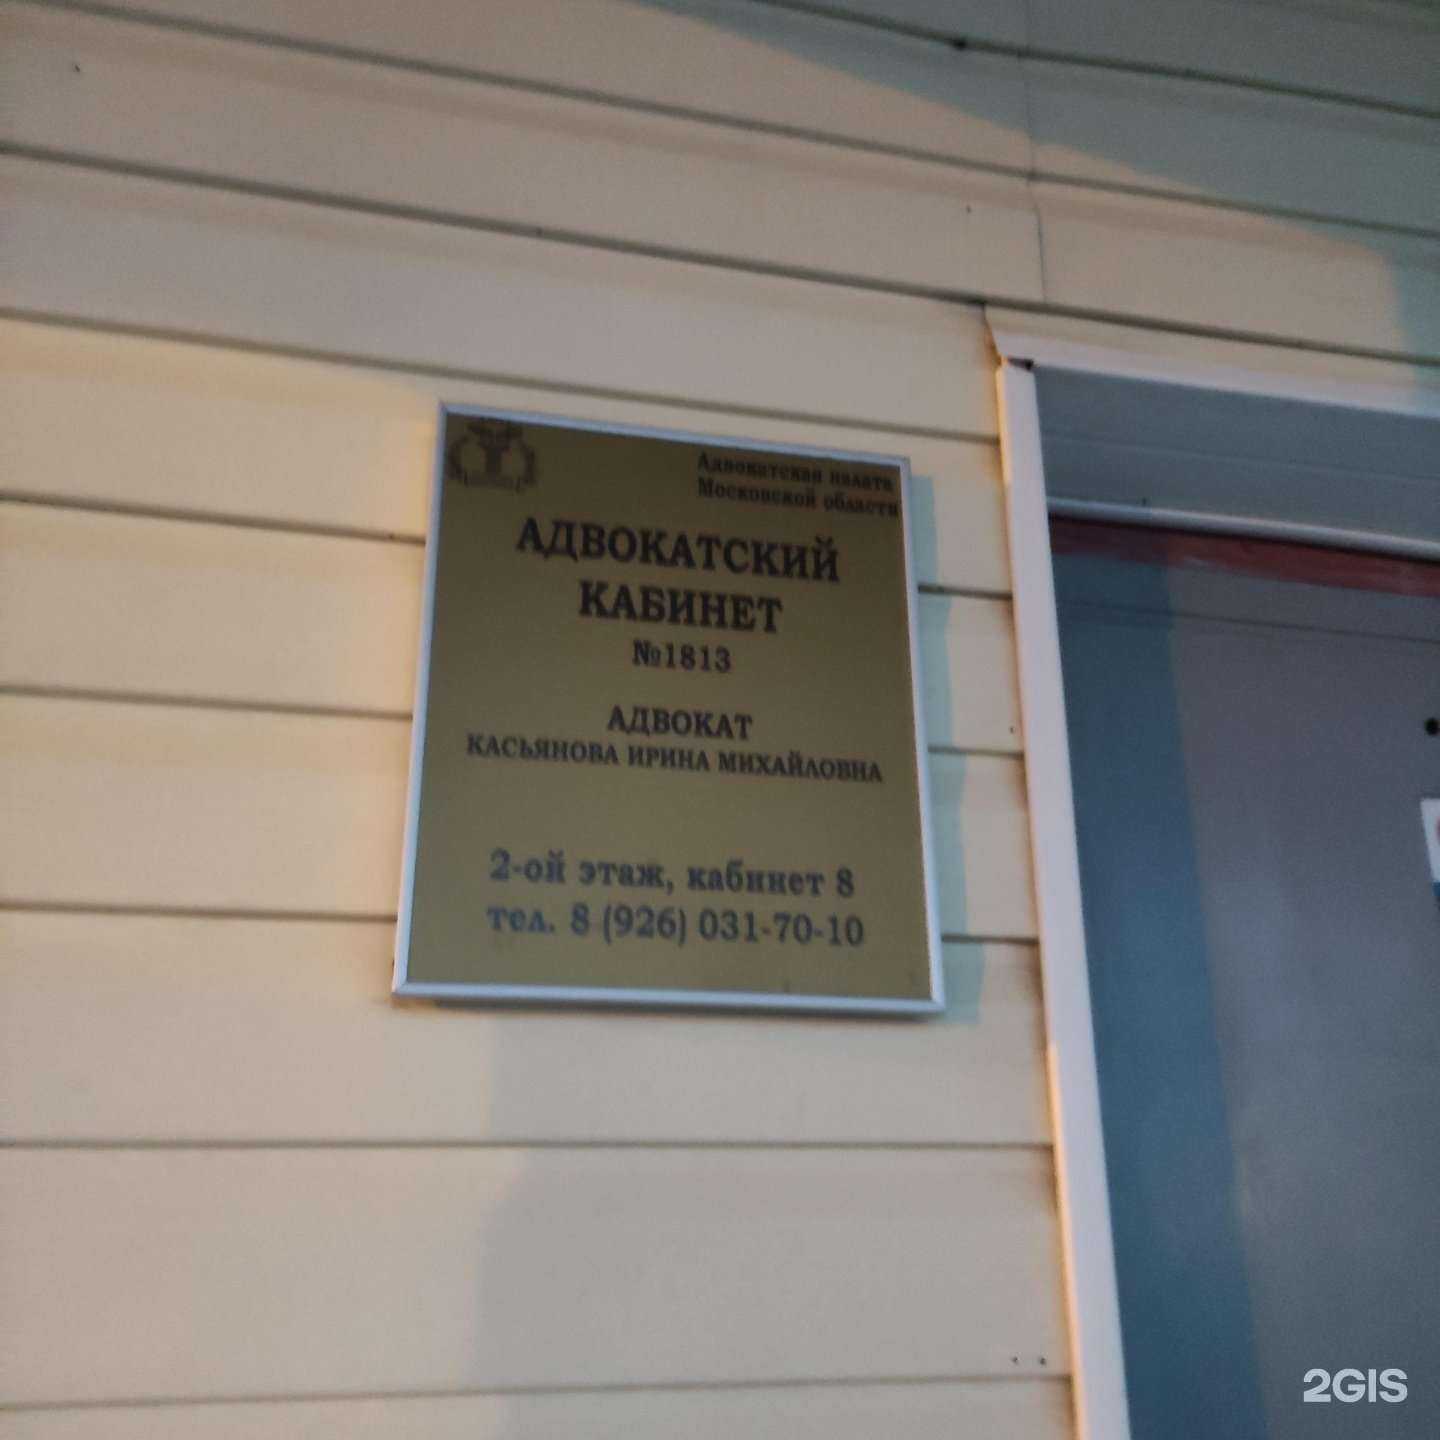 Адвокатская палата
Московской области
АДВОКАТСКИЙ
КАБИНЕТ
№1813
АДВОКАТ
КАСЬЯНОВА ИРИНА МИХАЙЛОВНА
2-ой этаж, кабинет 8
тел. 8 (926) 031-70-10
2GIS